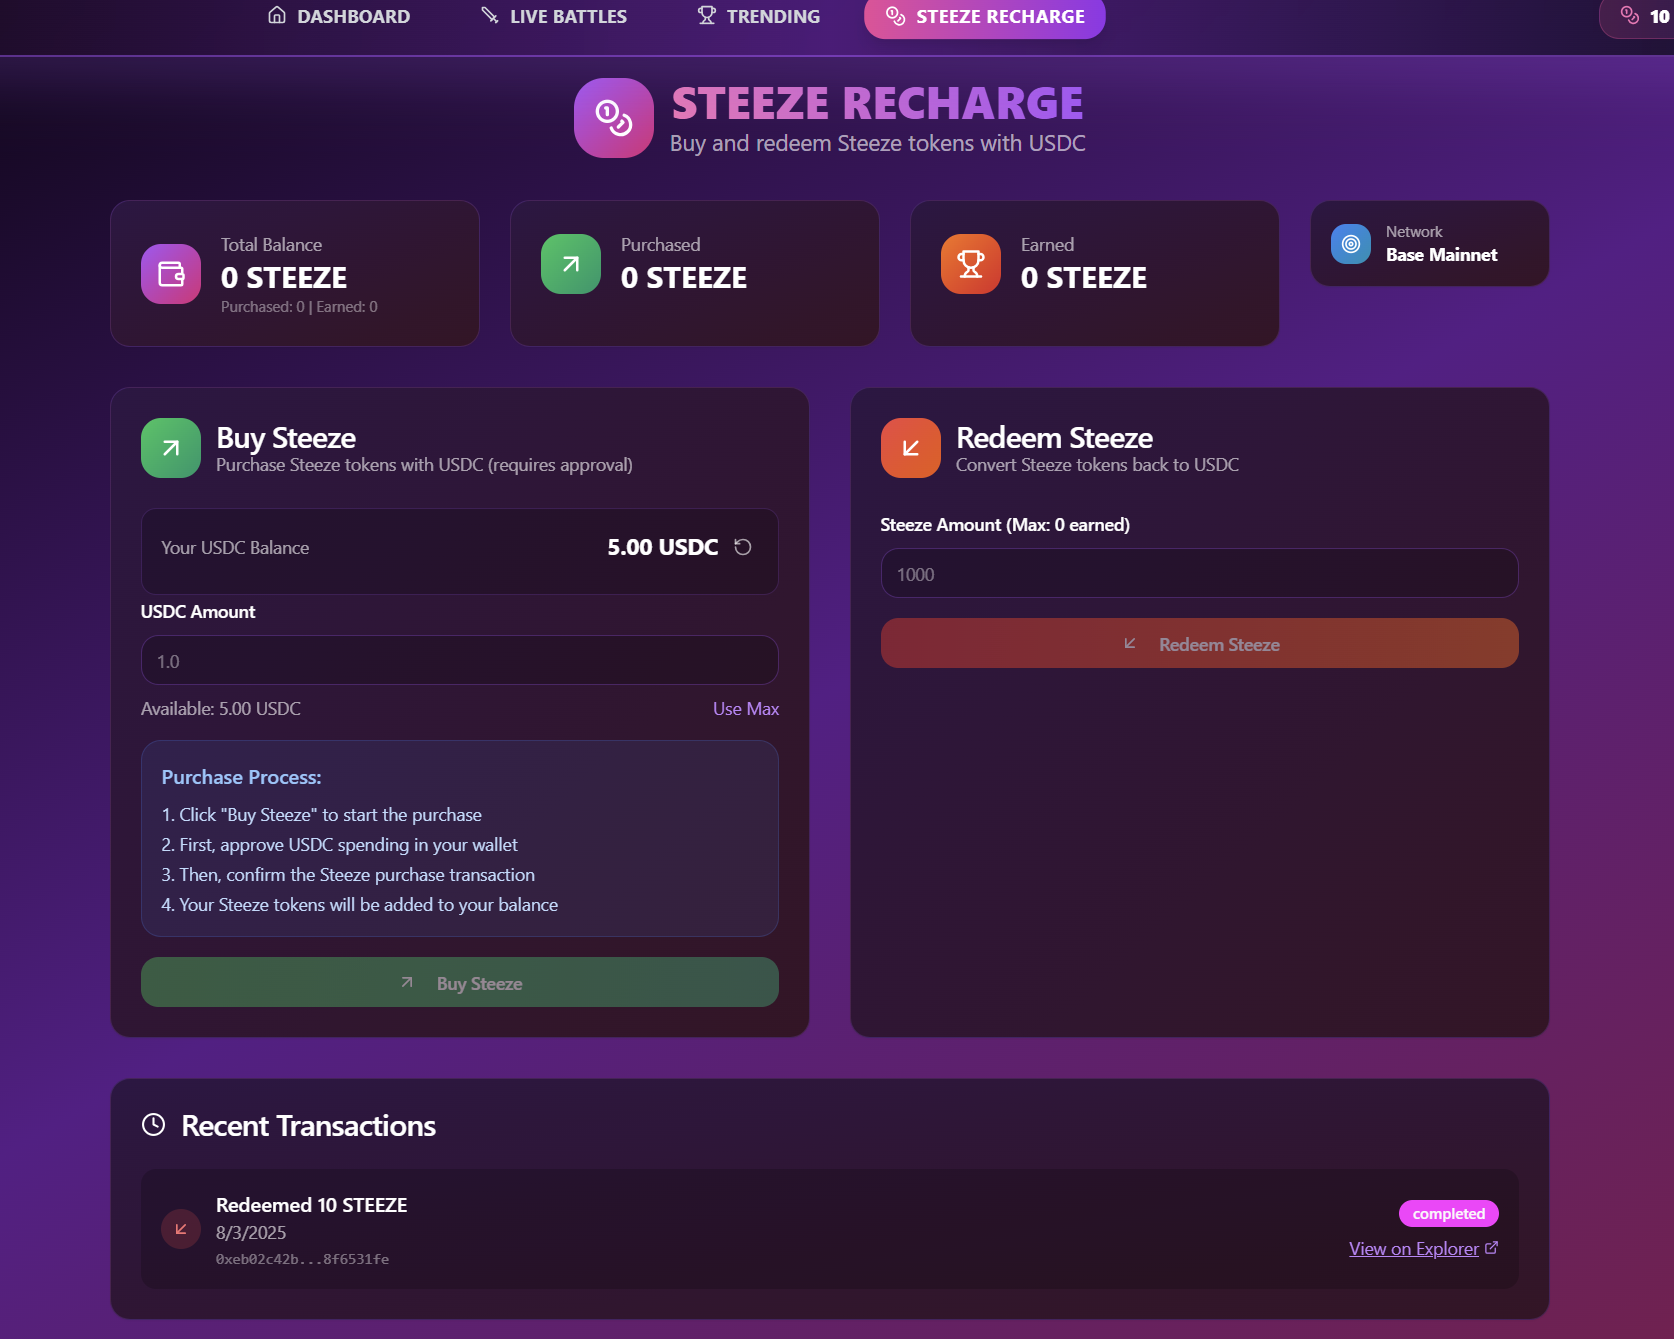 DASHBOARD
LIVE BATTLES
TRENDING
STEEZE RECHARGE
10
STEEZE RECHARGE
Buy and redeem Steeze tokens with USDC
Total Balance
0 STEEZE
Purchased: 0 | Earned: 0
Purchased
0 STEEZE
Earned
0 STEEZE
Network
Base Mainnet
Buy Steeze
Purchase Steeze tokens with USDC (requires approval)
Your USDC Balance
5.00 USDC
USDC Amount
1.0
Available: 5.00 USDC
Use Max
Purchase Process:
1. Click "Buy Steeze" to start the purchase
2. First, approve USDC spending in your wallet
3. Then, confirm the Steeze purchase transaction
4. Your Steeze tokens will be added to your balance
Buy Steeze
Redeem Steeze
Convert Steeze tokens back to USDC
Steeze Amount (Max: 0 earned)
1000
Redeem Steeze
Recent Transactions
Redeemed 10 STEEZE
8/3/2025
0xeb02c42b...8f6531fe
completed
View on Explorer